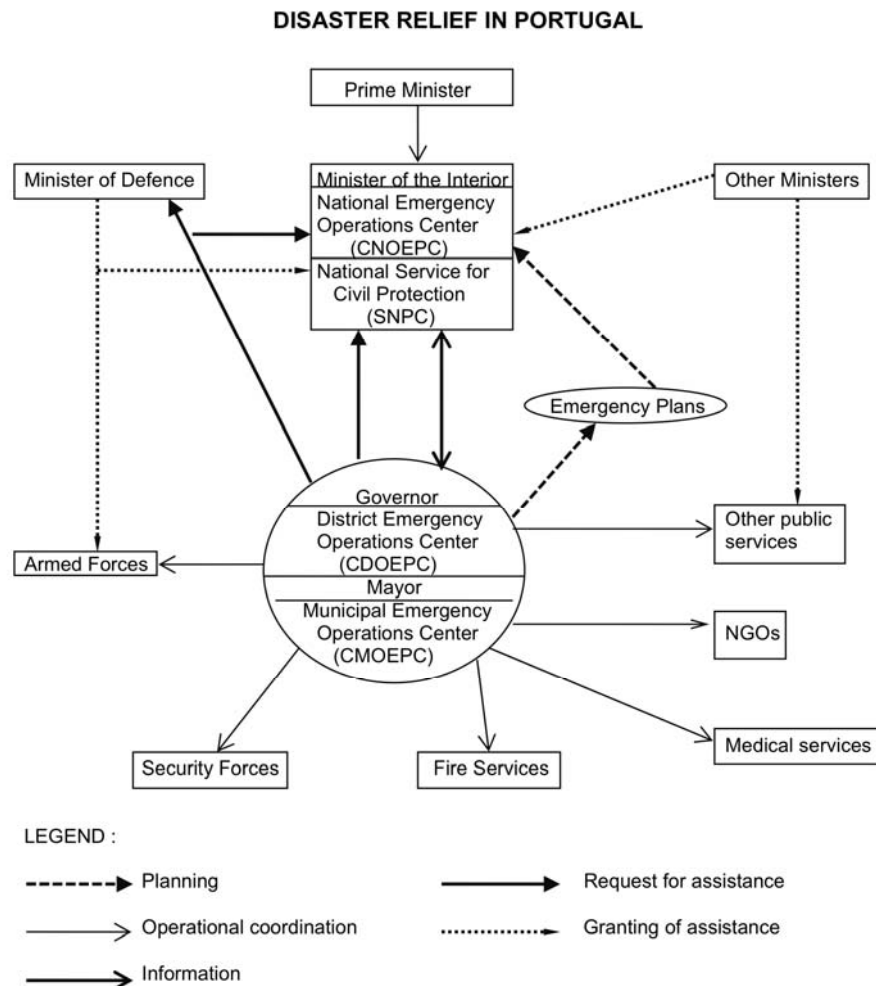 DISASTER RELIEF IN PORTUGAL
Prime Minister
Minister of Defence
Minister of the Interior
Other Ministers
National Emergency
Operations Center
(CNOEPC)
National Service for
Civil Protection
(SNPC)
Emergency Plans
Governor
District Emergency
Operations Center
(CDOEPC)
Mayor
Municipal Emergency
Operations Center
(CMOEPC)
Other public
services
Armed Forces
NGOs
Medical services
Security Forces
Fire Services
LEGEND :
Planning
Request for assistance
Operational coordination
Granting of assistance
Information